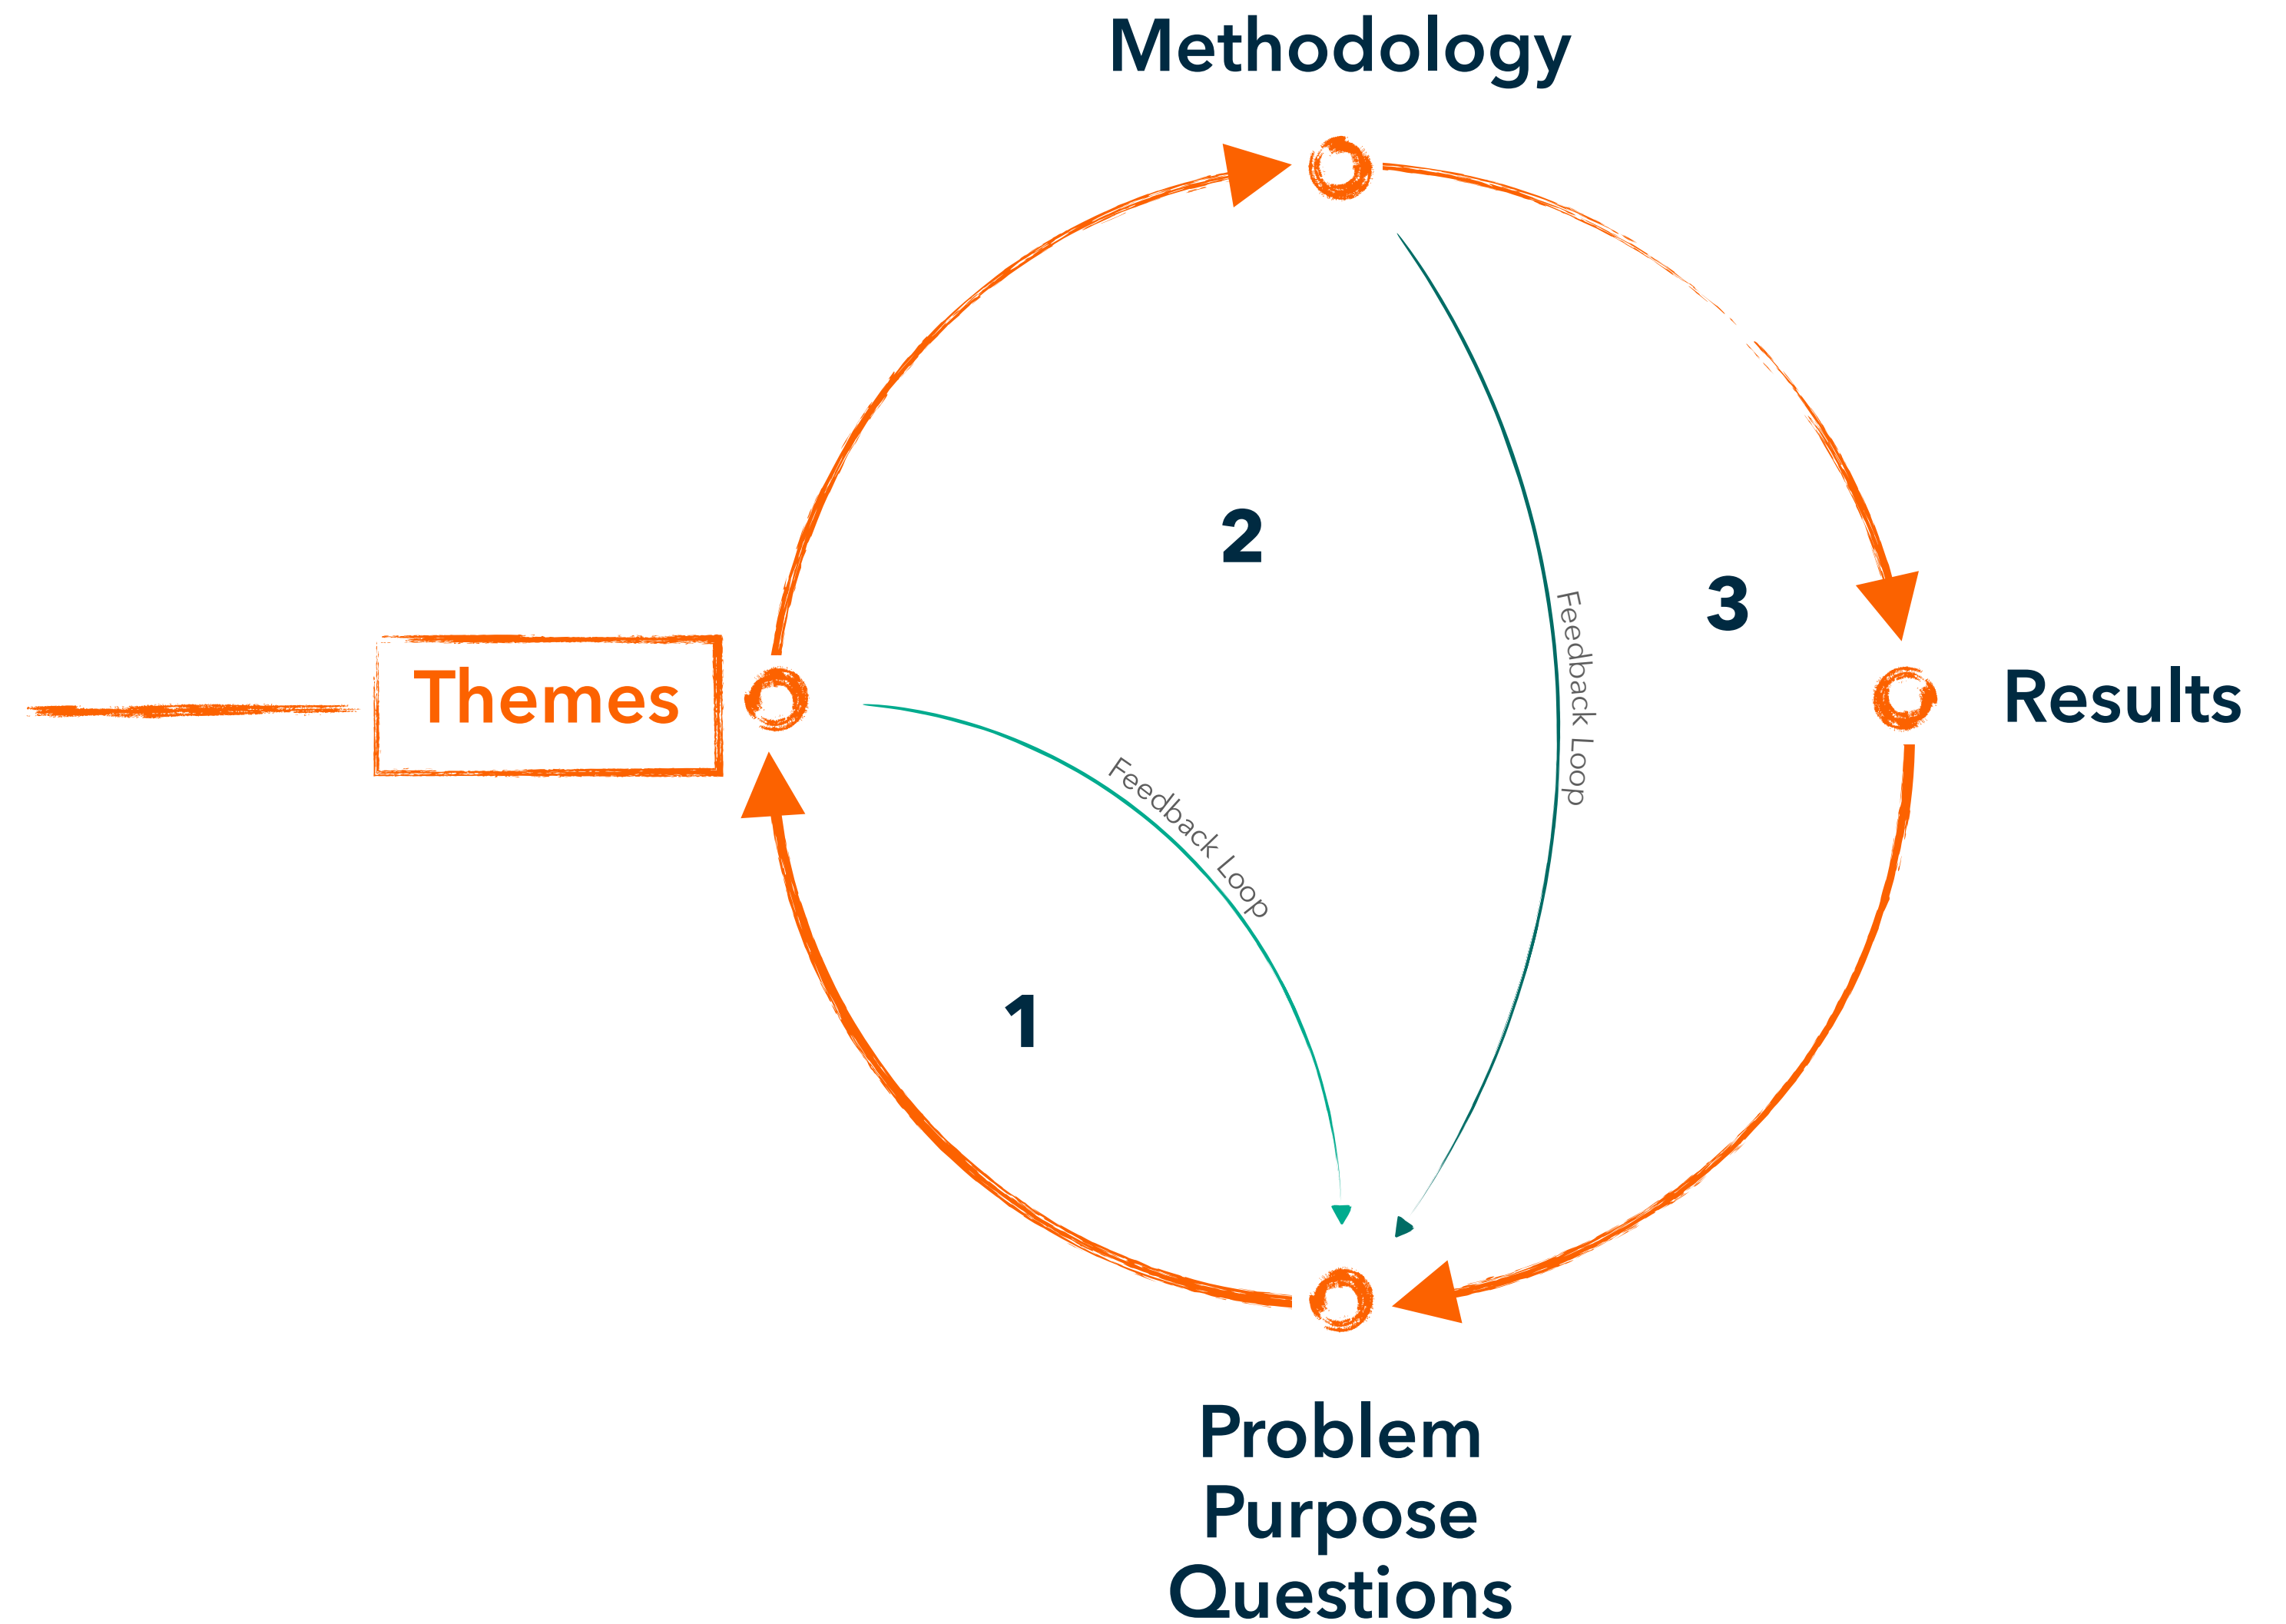 Methodology
2
3
Feedback Loop
Themes
Results
Feedback Loop
1
Problem
Purpose
Questions